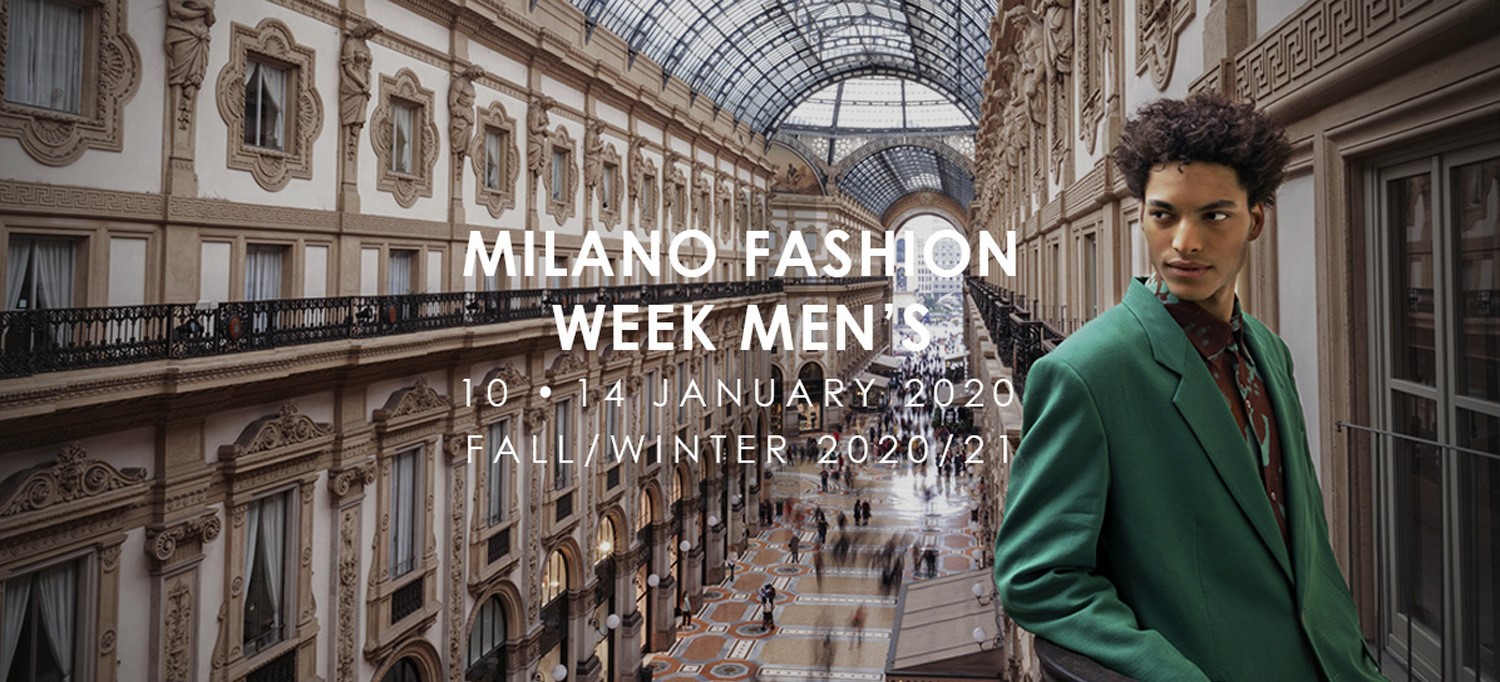 MILANO FASHION
WEEK MEN’S
10 • 14 JANUARY 2020
FALL/WINTER 2020/21